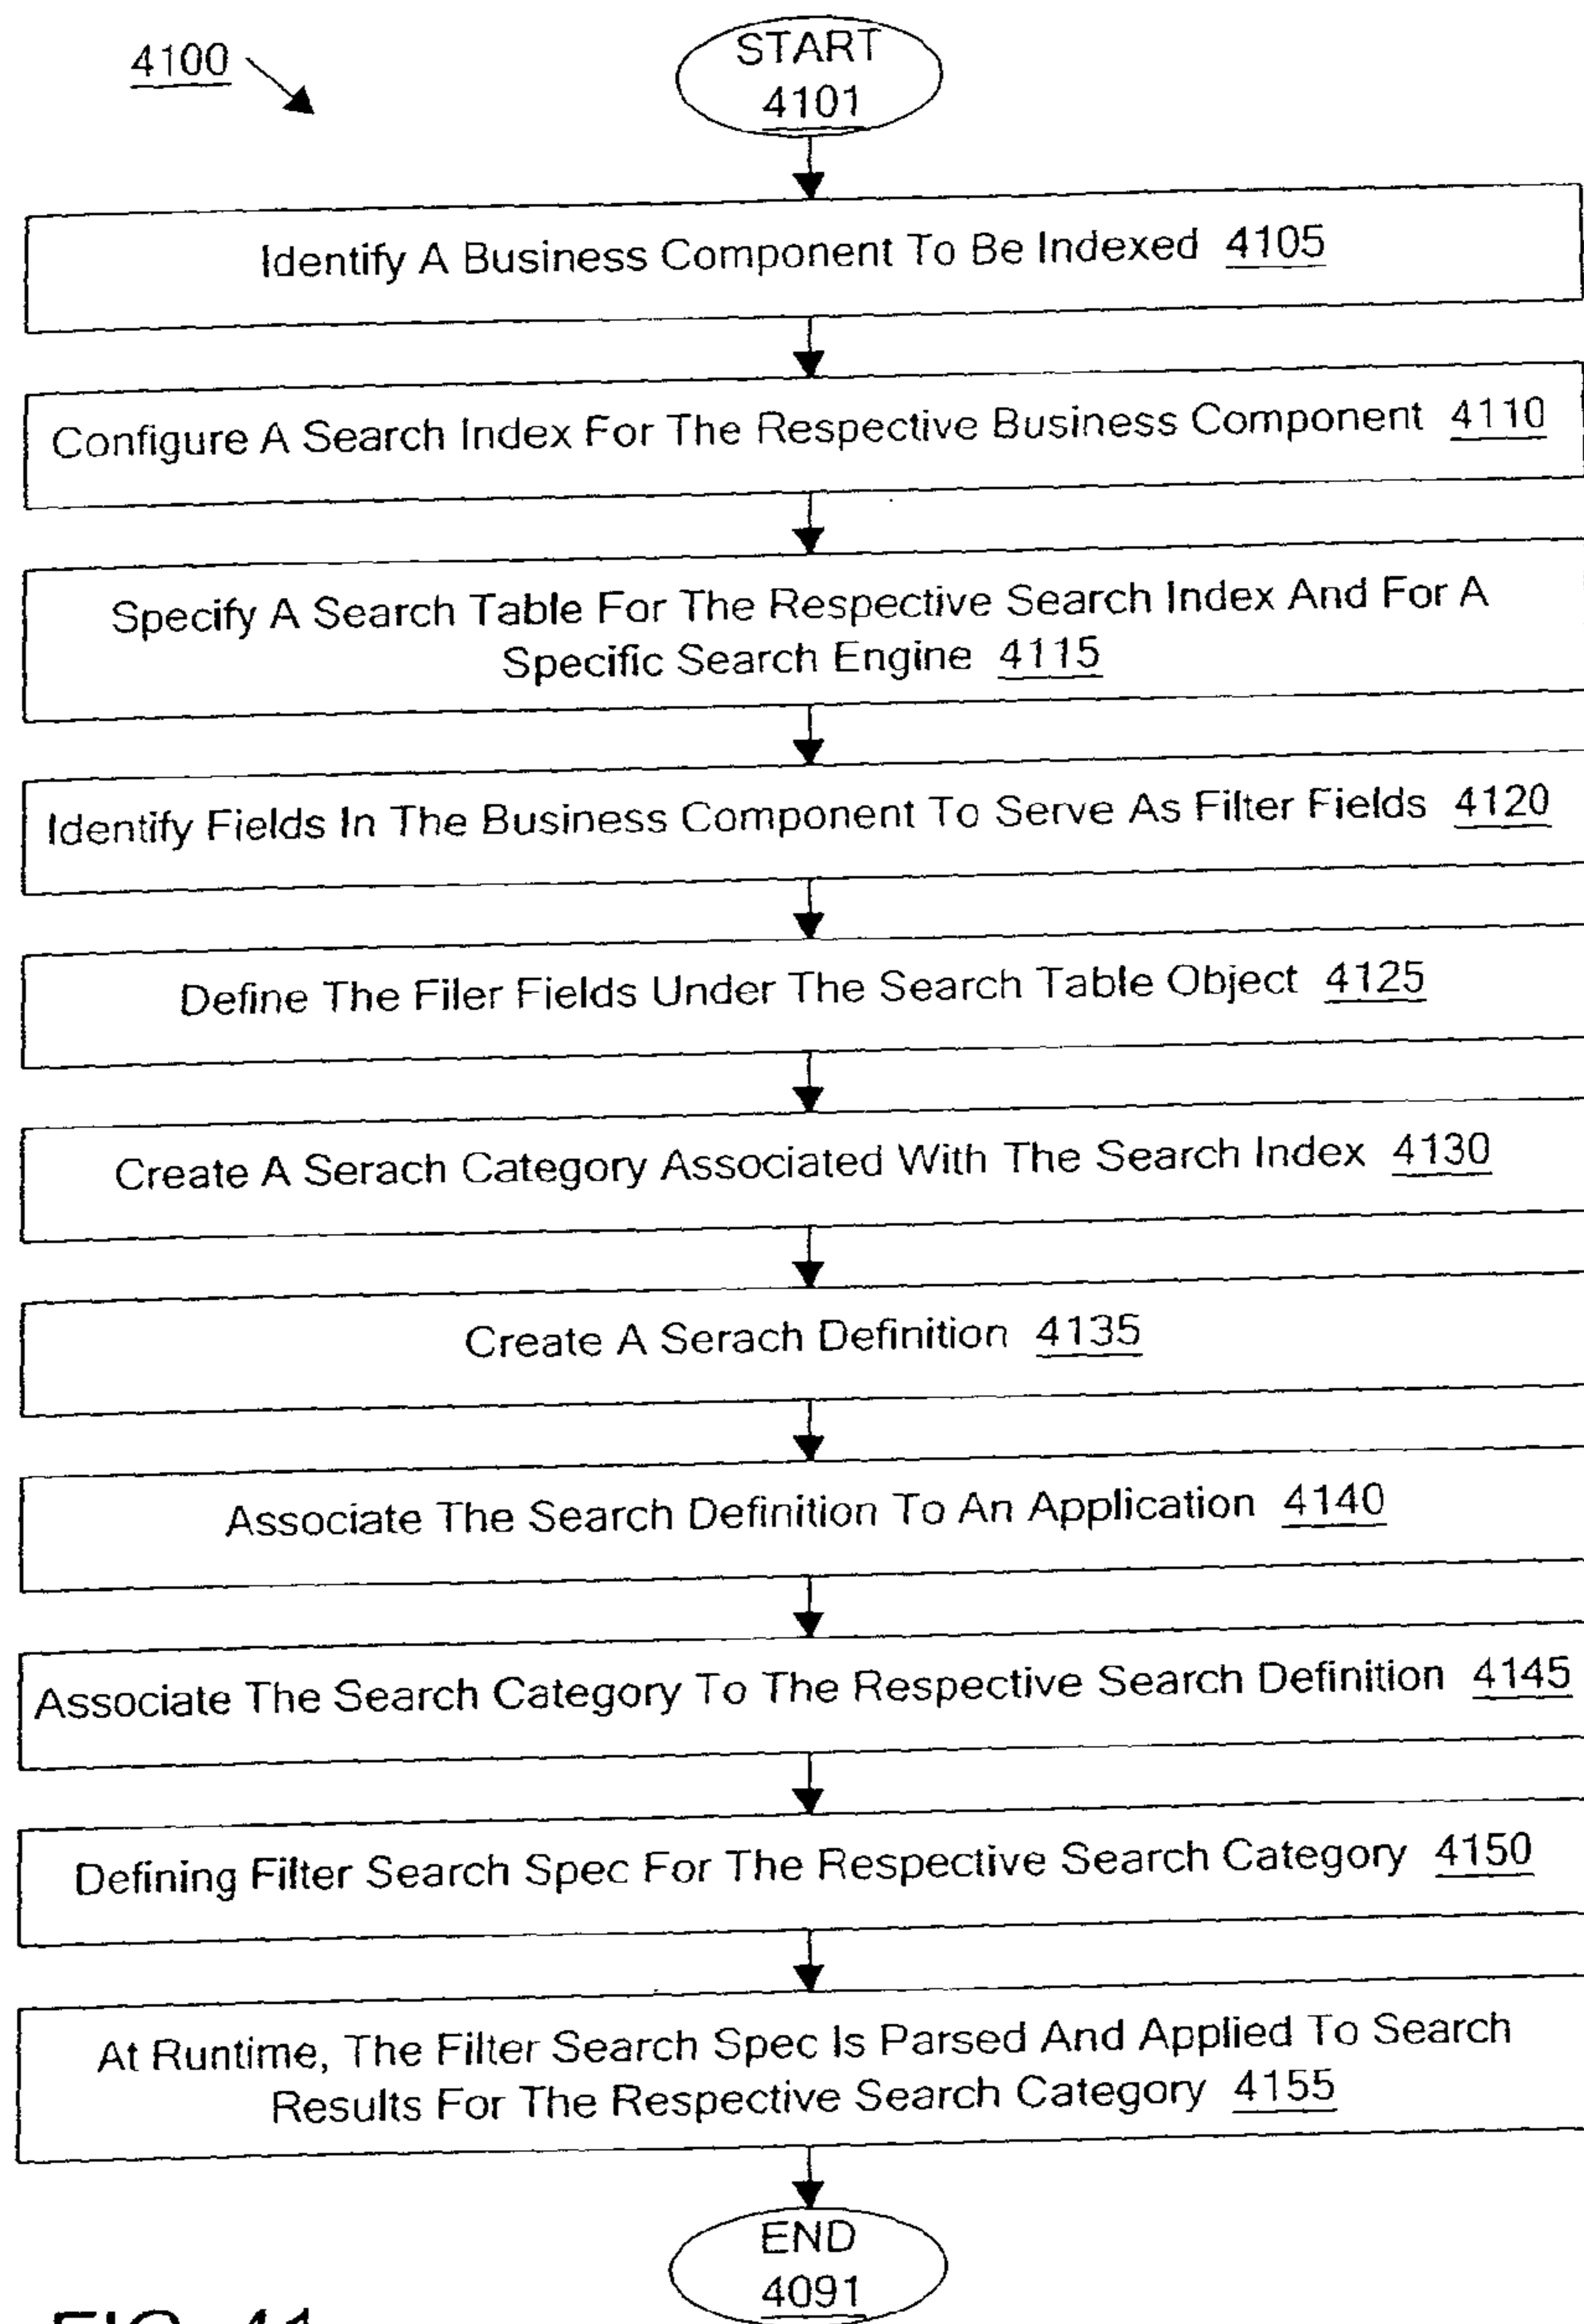 4100
START
4101
Identify A Business Component To Be Indexed 4105
Configure A Search Index For The Respective Business Component 4110
Specify A Search Table For The Respective Search Index And For A
Specific Search Engine 4115
Identify Fields In The Business Component To Serve As Filter Fields 4120
Define The Filer Fields Under The Search Table Object 4125
Create A Serach Category Associated With The Search Index 4130
Create A Serach Definition 4135
Associate The Search Definition To An Application 4140
Associate The Search Category To The Respective Search Definition 4145
Defining Filter Search Spec For The Respective Search Category 4150
At Runtime, The Filter Search Spec Is Parsed And Applied To Search
Results For The Respective Search Category 4155
END
4091
FIG. 41